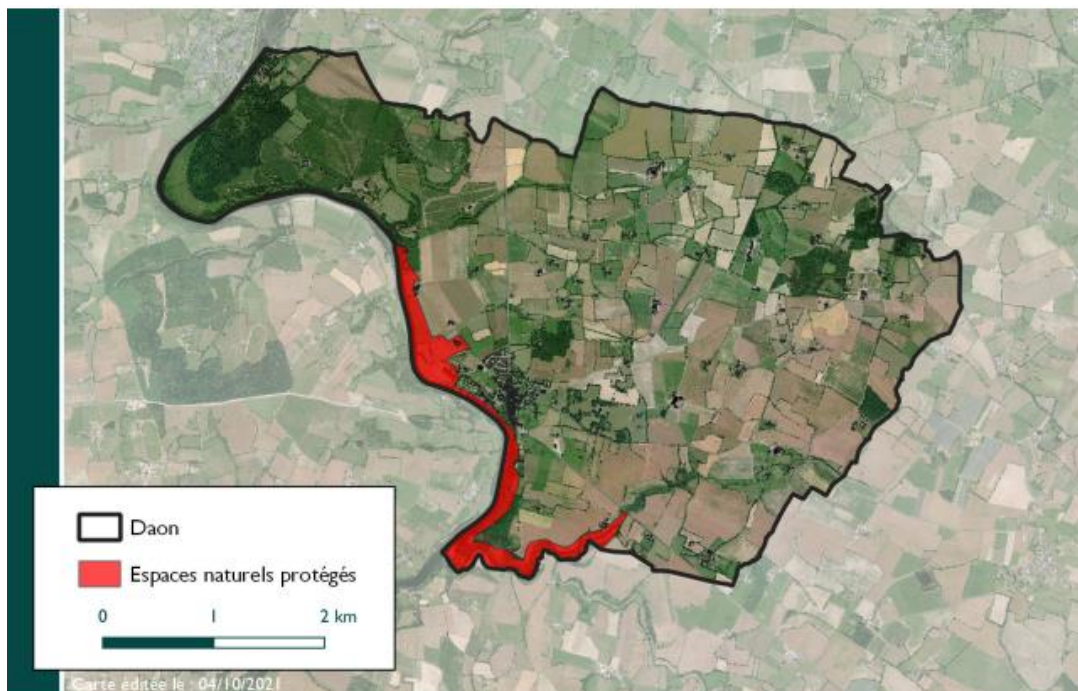 Daon
Espaces naturels protégés
0 1 2 km
Carte éditée le : 04/10/2021